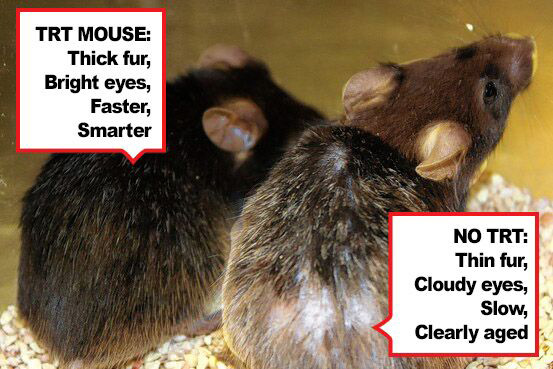 TRT MOUSE:
Thick fur,
Bright eyes,
Faster,
Smarter
NO TRT:
Thin fur,
Cloudy eyes,
Slow,
Clearly aged